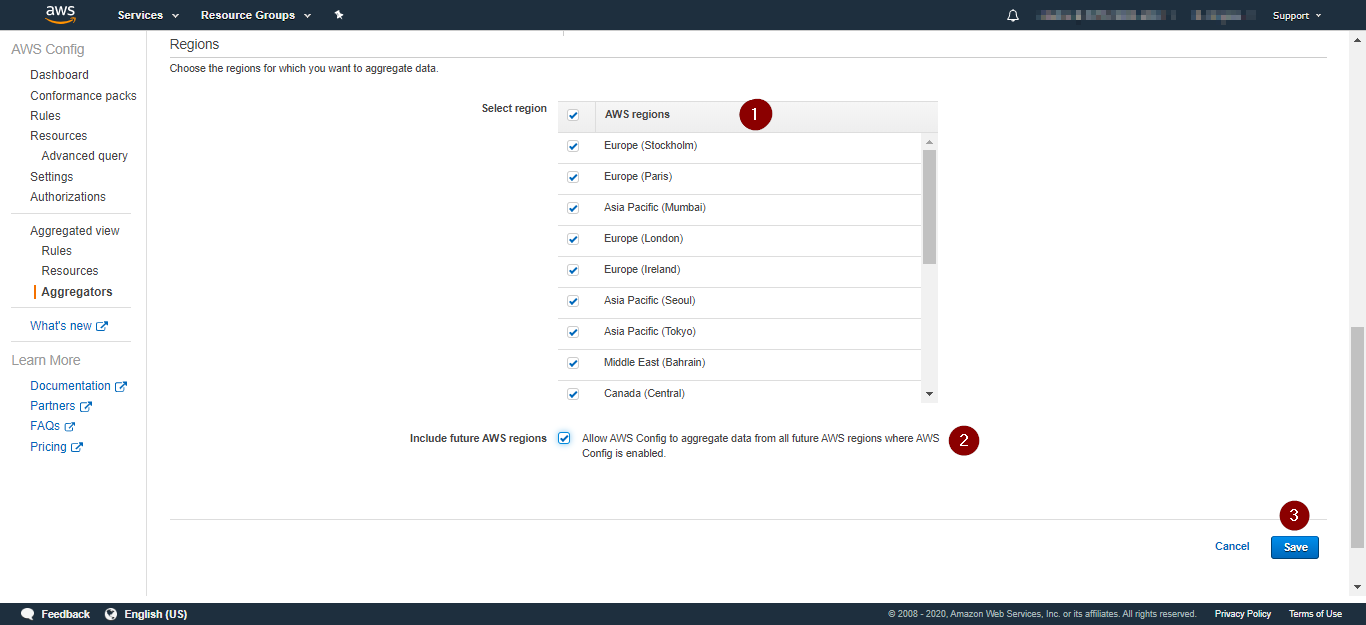 aws Services Resource Groups Support
AWS Config
Dashboard
Conformance packs
Rules
Resources
Advanced query
Settings
Authorizations
Aggregated view
Rules
Resources
Aggregators
What's new
Learn More
Documentation
Partners
FAQs
Pricing
Regions
Choose the regions for which you want to aggregate data.
Select region AWS regions 1
Europe (Stockholm)
Europe (Paris)
Asia Pacific (Mumbai)
Europe (London)
Europe (Ireland)
Asia Pacific (Seoul)
Asia Pacific (Tokyo)
Middle East (Bahrain)
Canada (Central)
Include future AWS regions Allow AWS Config to aggregate data from all future AWS regions where AWS 2
Config is enabled.
3
Cancel Save
Feedback English (US) © 2008 - 2020, Amazon Web Services, Inc. or its affiliates. All rights reserved. Privacy Policy Terms of Use